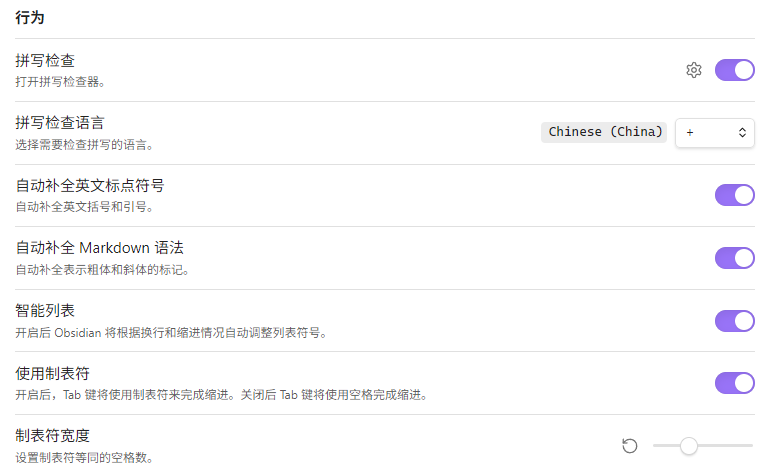 行为
拼写检查
打开拼写检查器。
拼写检查语言
Chinese (China)
+
选择需要检查拼写的语言。
自动补全英文标点符号
自动补全英文括号和引号。
自动补全 Markdown 语法
自动补全表示粗体和斜体的标记。
智能列表
开启后 Obsidian 将根据换行和缩进情况自动调整列表符号。
使用制表符
开启后，Tab 键将使用制表符来完成缩进。关闭后 Tab 键将使用空格完成缩进。
制表符宽度
设置制表符等同的空格数。